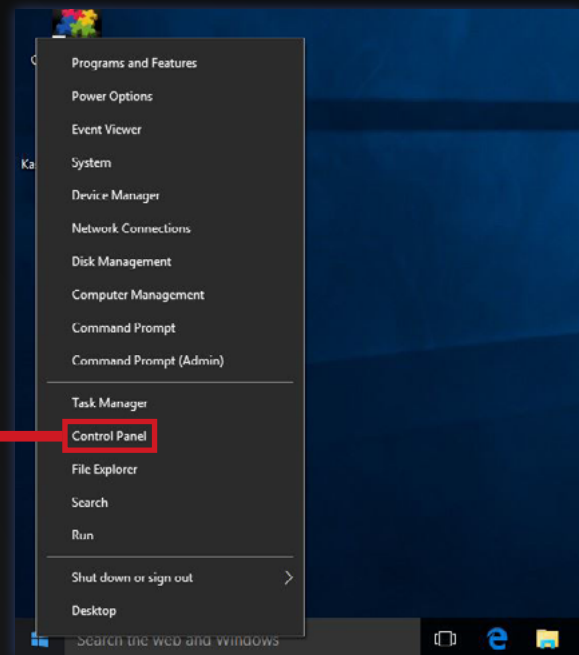 Ka
Programs and Features
Power Options
Event Viewer
System
Device Manager
Network Connections
Disk Management
Computer Management
Command Prompt
Command Prompt (Admin)
Task Manager
Control Panel
File Explorer
Search
Run
Shut down or sign out
Desktop
Search the web and Windows